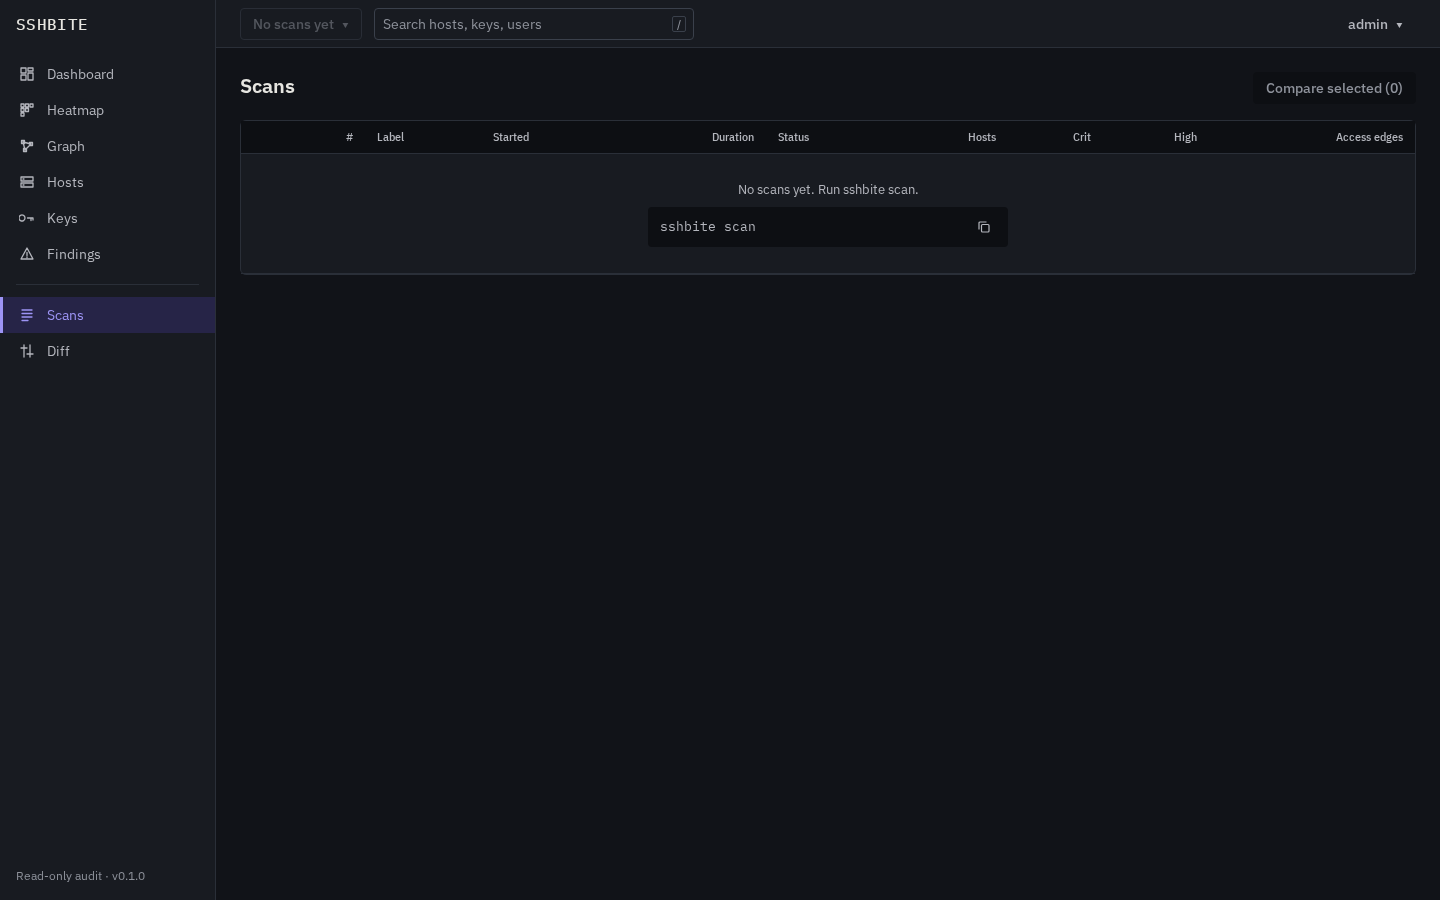 SSHBITE
No scans yet ▾
Search hosts, keys, users /
admin ▾
Dashboard
Heatmap
Graph
Hosts
Keys
Findings
Scans
Diff
Read-only audit · v0.1.0
Scans
Compare selected (0)
# Label Started Duration Status Hosts Crit High Access edges
No scans yet. Run sshbite scan.
sshbite scan